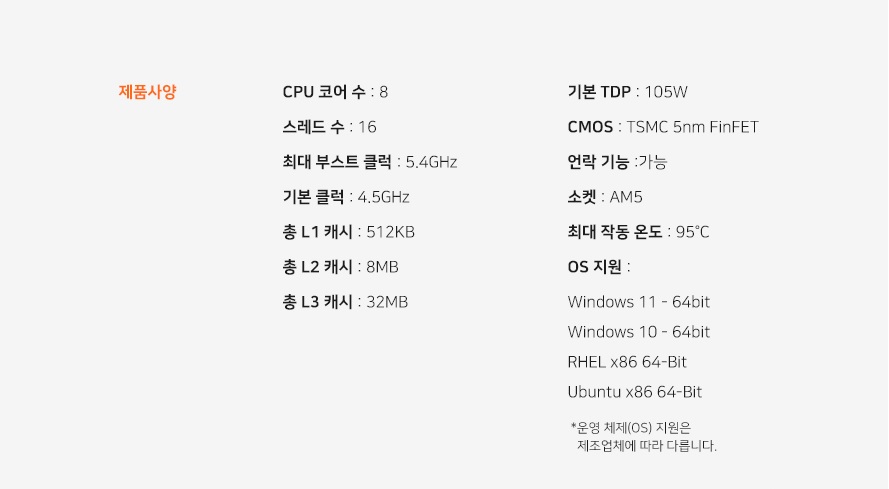 제품사양
CPU 코어 수 : 8
스레드 수 : 16
최대 부스트 클럭 : 5.4GHz
기본 클럭 : 4.5GHz
총 L1 캐시 : 512KB
총 L2 캐시 : 8MB
총 L3 캐시 : 32MB
기본 TDP : 105W
CMOS : TSMC 5nm FinFET
언락 기능 :가능
소켓 : AM5
최대 작동 온도 : 95°C
OS 지원 :
Windows 11 - 64bit
Windows 10 - 64bit
RHEL x86 64-Bit
Ubuntu x86 64-Bit
*운영 체제(OS) 지원은
제조업체에 따라 다릅니다.